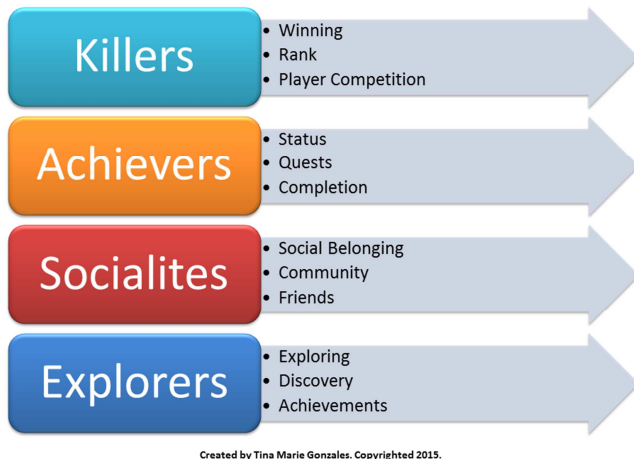 Killers
• Winning
• Rank
• Player Competition
Achievers
• Status
• Quests
• Completion
Socialites
• Social Belonging
• Community
• Friends
Explorers
• Exploring
• Discovery
• Achievements
Created by Tina Marie Gonzales. Copyrighted 2015.